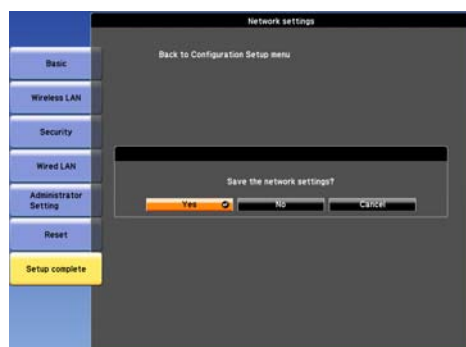 Network settings
Back to Configuration Setup menu
Basic
Wireless LAN
Security
Wired LAN
Administrator
Setting
Reset
Setup complete
Save the network settings?
Yes No Cancel